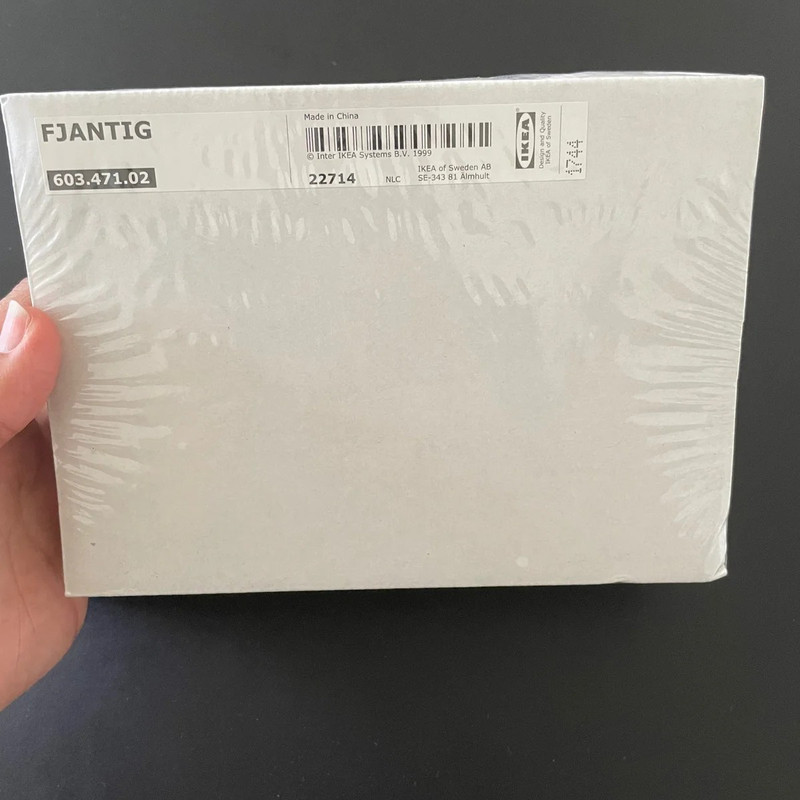 FJANTIG
603.471.02
Made in China
© Inter IKEA Systems B.V. 1999
22714
NLC
IKEA of Sweden AB
SE-343 81 Älmhult
IKEA®
Design and Quality
IKEA of Sweden
1744